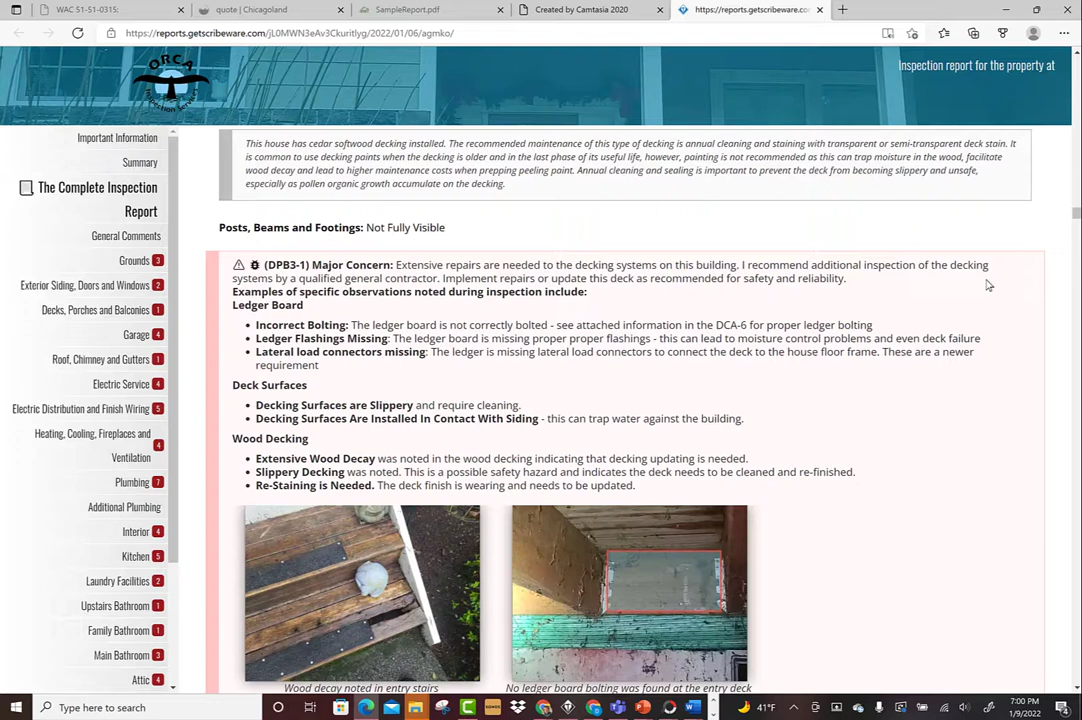 WAC 51-51-0315:
quote | Chicagoland
SampleReport.pdf
Created by Camtasia 2020
https://reports.getscribeware.com/
https://reports.getscribeware.com/jL0MWN3eAv3Ckuritlyg/2022/01/06/agmko/
ORCA
Inspection Services
Inspection report for the property at
Important Information
Summary
The Complete Inspection
Report
General Comments
Grounds 3
Exterior Siding, Doors and Windows 2
Decks, Porches and Balconies 1
Garage 4
Roof, Chimney and Gutters 1
Electric Service 4
Electric Distribution and Finish Wiring 5
Heating, Cooling, Fireplaces and
Ventilation 4
Plumbing 7
Additional Plumbing
Interior 4
Kitchen 5
Laundry Facilities 2
Upstairs Bathroom 1
Family Bathroom 1
Main Bathroom 3
Attic 4
This house has cedar softwood decking installed. The recommended maintenance of this type of decking is annual cleaning and staining with transparent or semi-transparent deck stain. It
is common to use decking paints when the decking is older and in the last phase of its useful life, however, painting is not recommended as this can trap moisture in the wood, facilitate
wood decay and lead to higher maintenance costs when prepping peeling paint. Annual cleaning and sealing is important to prevent the deck from becoming slippery and unsafe,
especially as pollen organic growth accumulate on the decking.
Posts, Beams and Footings: Not Fully Visible
(DPB3-1) Major Concern: Extensive repairs are needed to the decking systems on this building. I recommend additional inspection of the decking
systems by a qualified general contractor. Implement repairs or update this deck as recommended for safety and reliability.
Examples of specific observations noted during inspection include:
Ledger Board
• Incorrect Bolting: The ledger board is not correctly bolted - see attached information in the DCA-6 for proper ledger bolting
• Ledger Flashings Missing: The ledger board is missing proper proper flashings - this can lead to moisture control problems and even deck failure
• Lateral load connectors missing: The ledger is missing lateral load connectors to connect the deck to the house floor frame. These are a newer
requirement
Deck Surfaces
• Decking Surfaces are Slippery and require cleaning.
• Decking Surfaces Are Installed In Contact With Siding - this can trap water against the building.
Wood Decking
• Extensive Wood Decay was noted in the wood decking indicating that decking updating is needed.
• Slippery Decking was noted. This is a possible safety hazard and indicates the deck needs to be cleaned and re-finished.
• Re-Staining is Needed. The deck finish is wearing and needs to be updated.
Wood decay noted in entry stairs
No ledger board bolting was found at the entry deck
Type here to search
41°F
7:00 PM
1/9/2022